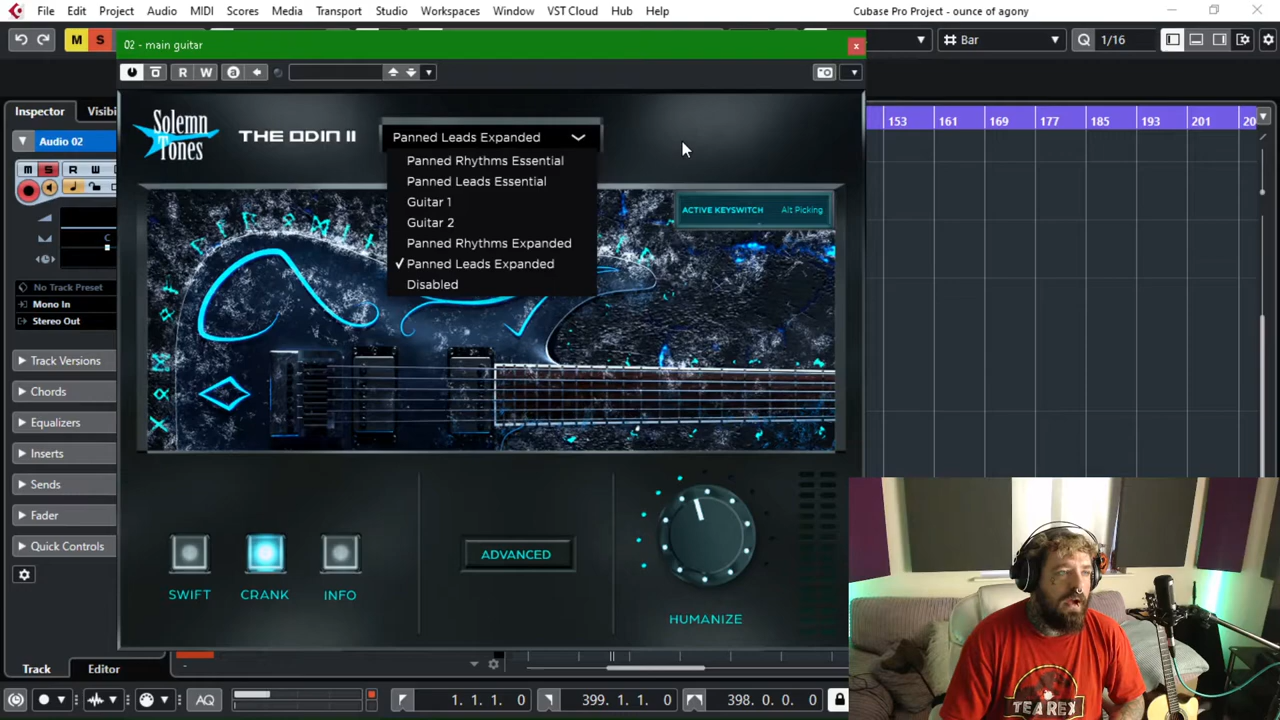 File Edit Project Audio MIDI Scores Media Transport Studio Workspaces Window VST Cloud Hub Help Cubase Pro Project - ounce of agony
M S Bar Q 1/16
02 - main guitar
R W a
Inspector Visibi
Solemn Tones
THE ODIN II
Panned Leads Expanded
Panned Rhythms Essential
Panned Leads Essential
Guitar 1
Guitar 2
Panned Rhythms Expanded
Panned Leads Expanded
Disabled
ACTIVE KEYSWITCH Alt Picking
153 161 169 177 185 193 201 20
Audio 02
M S R W
C
No Track Preset
Mono In
Stereo Out
Track Versions
Chords
Equalizers
Inserts
Sends
Fader
Quick Controls
SWIFT CRANK INFO
ADVANCED
HUMANIZE
TEA REX
Track Editor
AQ 1. 1. 1. 0 399. 1. 1. 0 398. 0. 0. 0